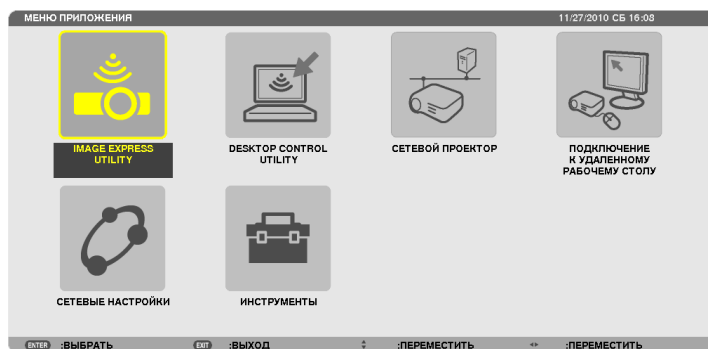 МЕНЮ ПРИЛОЖЕНИЯ 11/27/2010 СБ 16:08
IMAGE EXPRESS
UTILITY
DESKTOP CONTROL
UTILITY
СЕТЕВОЙ ПРОЕКТОР
ПОДКЛЮЧЕНИЕ
К УДАЛЕННОМУ
РАБОЧЕМУ СТОЛУ
СЕТЕВЫЕ НАСТРОЙКИ
ИНСТРУМЕНТЫ
ENTER :ВЫБРАТЬ EXIT :ВЫХОД :ПЕРЕМЕСТИТЬ :ПЕРЕМЕСТИТЬ